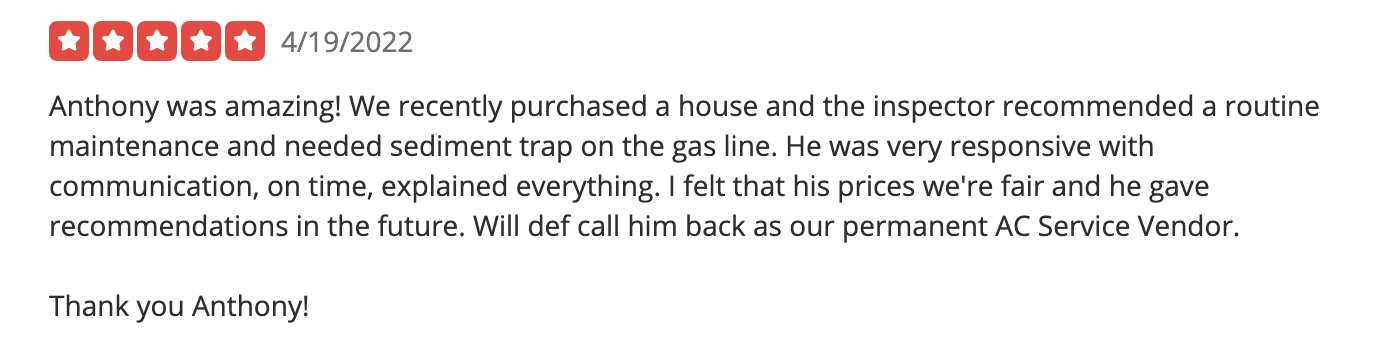 4/19/2022
Anthony was amazing! We recently purchased a house and the inspector recommended a routine
maintenance and needed sediment trap on the gas line. He was very responsive with
communication, on time, explained everything. I felt that his prices we're fair and he gave
recommendations in the future. Will def call him back as our permanent AC Service Vendor.
Thank you Anthony!